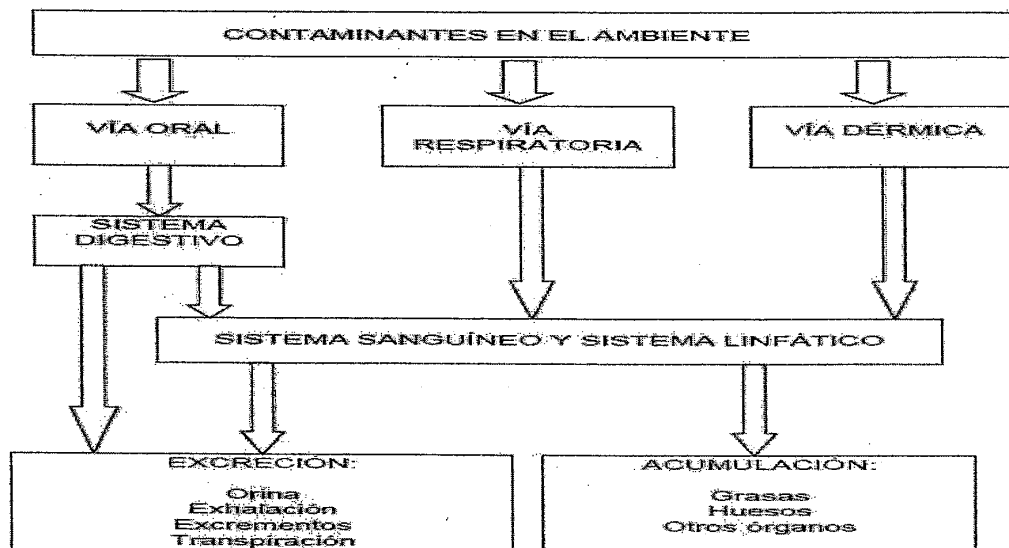 CONTAMINANTES EN EL AMBIENTE
VÍA ORAL
VÍA
RESPIRATORIA
VÍA DÉRMICA
SISTEMA
DIGESTIVO
SISTEMA SANGUÍNEO Y SISTEMA LINFÁTICO
EXCRECIÓN:
Orina
Exhalación
Excrementos
Transpiración
ACUMULACIÓN:
Grasas
Huesos
Otros órganos